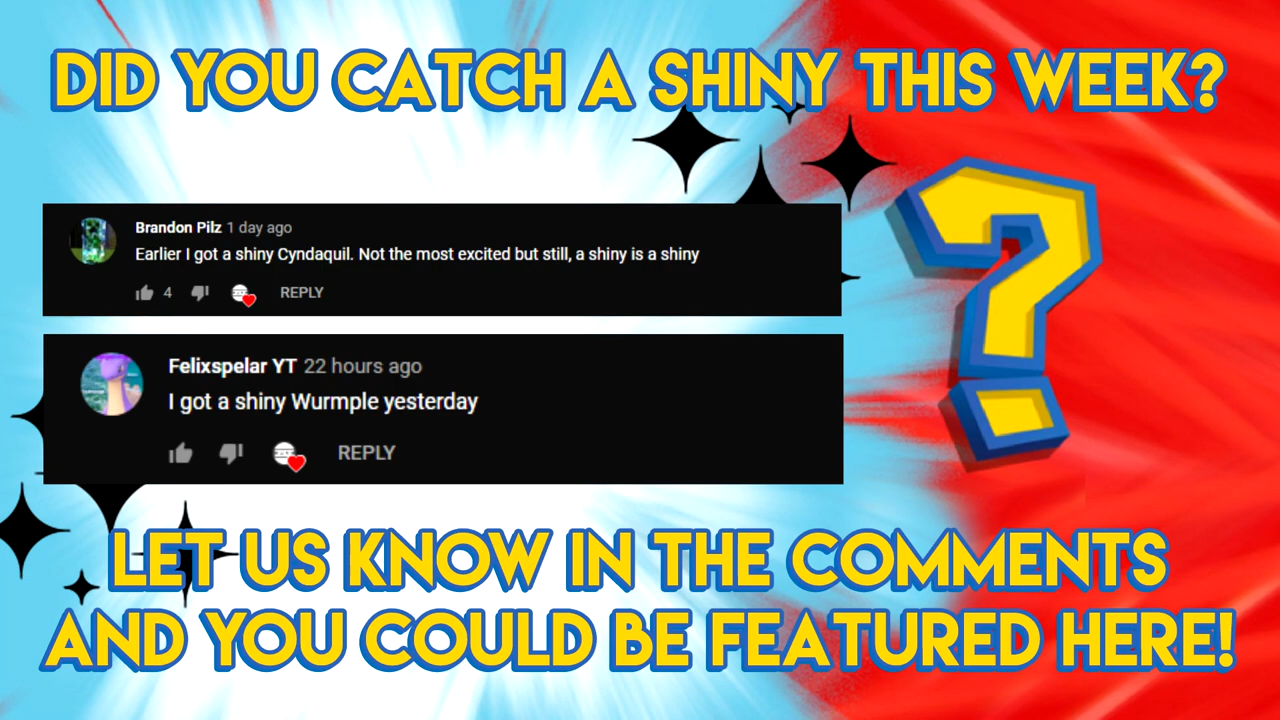 DID YOU CATCH A SHINY THIS WEEK?
Brandon Pilz 1 day ago
Earlier I got a shiny Cyndaquil. Not the most excited but still, a shiny is a shiny
4 REPLY
Felixspelar YT 22 hours ago
I got a shiny Wurmple yesterday
REPLY
?
LET US KNOW IN THE COMMENTS
AND YOU COULD BE FEATURED HERE!